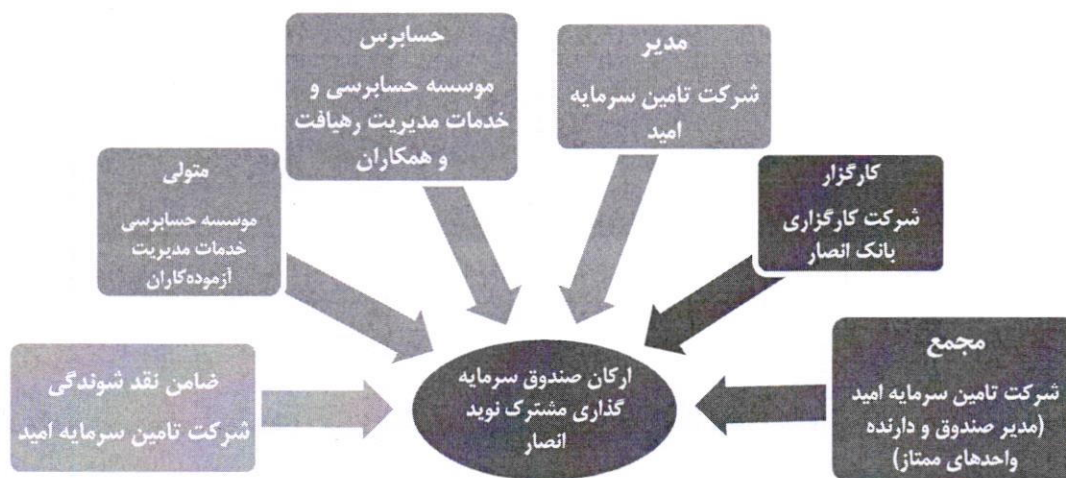 حسابرس
موسسه حسابرسی و
خدمات مدیریت رهیافت
و همکاران
مدیر
شرکت تامین سرمایه
امید
متولی
موسسه حسابرسی
خدمات مدیریت
آزموده‌کاران
کارگزار
شرکت کارگزاری
بانک انصار
ضامن نقد شوندگی
شرکت تامین سرمایه امید
ارکان صندوق سرمایه
گذاری مشترک نوید
انصار
مجمع
شرکت تامین سرمایه امید
(مدیر صندوق و دارنده
واحدهای ممتاز)